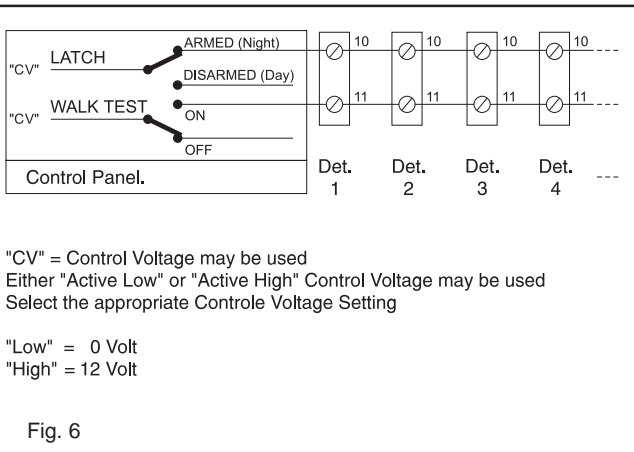 ARMED (Night)
10 10 10 10
LATCH
"CV"
DISARMED (Day)
11 11 11 11
WALK TEST
ON
"CV"
OFF
Control Panel.
Det. Det. Det. Det.
1 2 3 4
"CV" = Control Voltage may be used
Either "Active Low" or "Active High" Control Voltage may be used
Select the appropriate Controle Voltage Setting
"Low" = 0 Volt
"High" = 12 Volt
Fig. 6